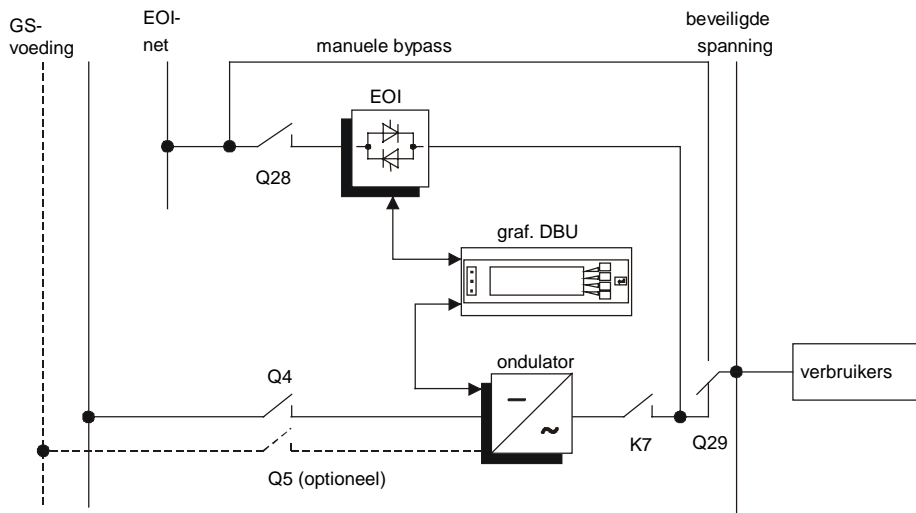 GS-
voeding
EOI-
net
manuele bypass
beveiligde
spanning
EOI
Q28
graf. DBU
ondulator
Q4
verbruikers
K7
Q29
Q5 (optioneel)